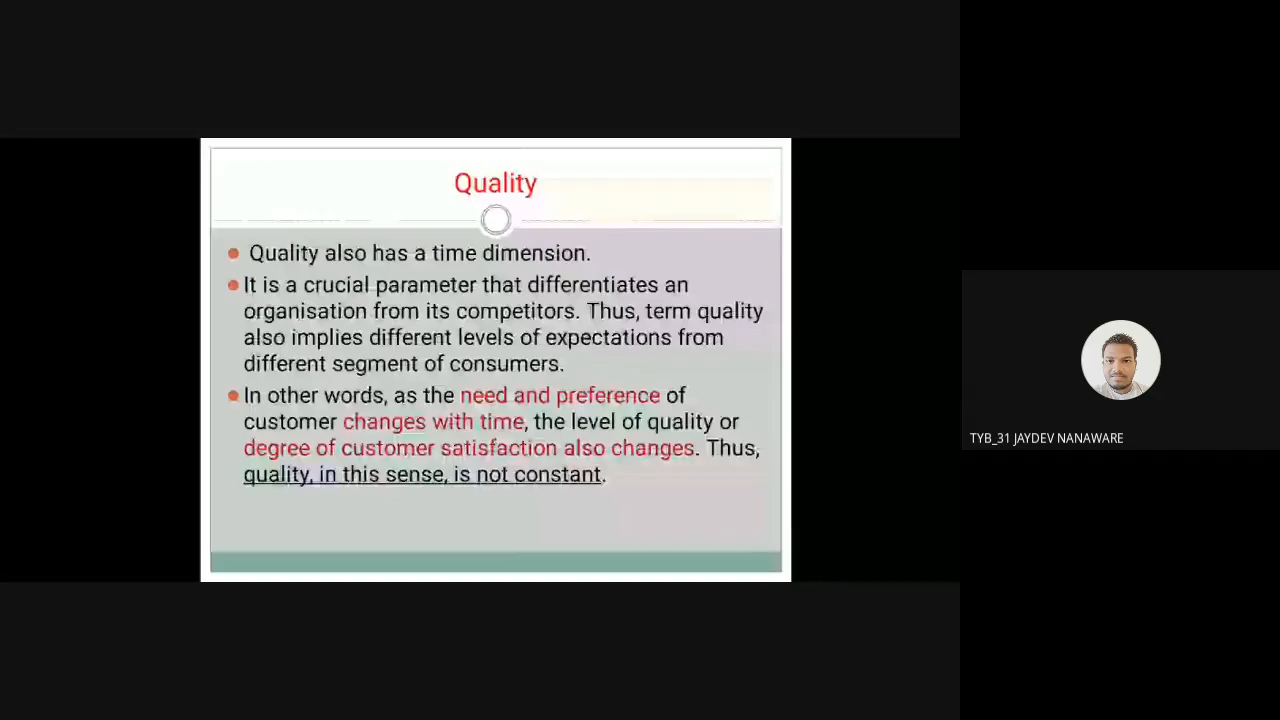 Quality
Quality also has a time dimension.
It is a crucial parameter that differentiates an
organisation from its competitors. Thus, term quality
also implies different levels of expectations from
different segment of consumers.
In other words, as the need and preference of
customer changes with time, the level of quality or
degree of customer satisfaction also changes. Thus,
quality, in this sense, is not constant.
TYB_31 JAYDEV NANAWARE